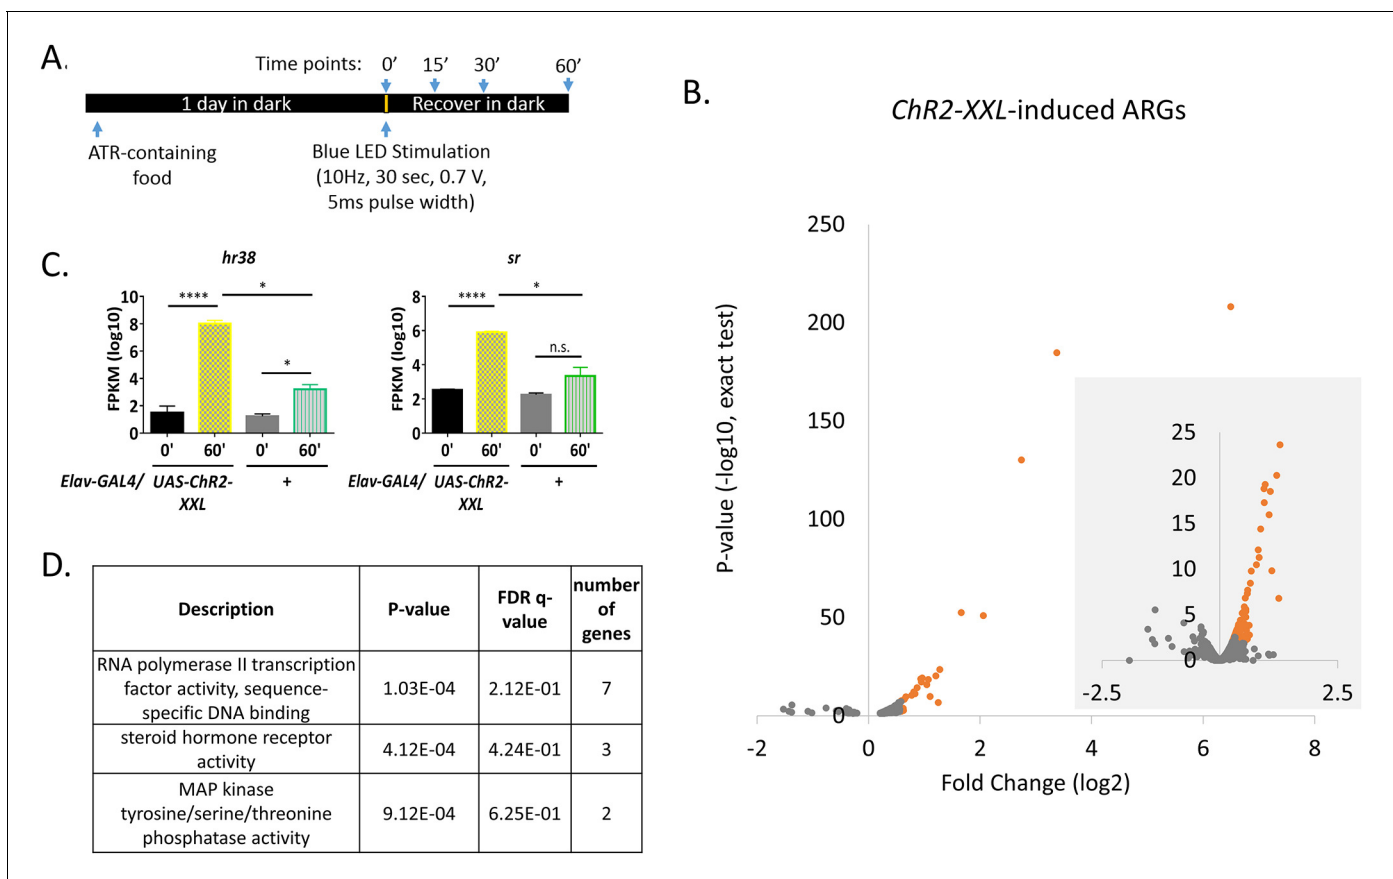 A.
Time points: 0’ 15’ 30’ 60’
1 day in dark Recover in dark
ATR-containing
food
Blue LED Stimulation
(10Hz, 30 sec, 0.7 V,
5ms pulse width)
B.
ChR2-XXL-induced ARGs
P-value (-log10, exact test)
250
200
150
100
50
0
-2 0 2 4 6 8
Fold Change (log2)
25
20
15
10
5
0
-2.5 2.5
C.
hr38
FPKM (log10)
10
8
6
4
2
0
**** *
*
0' 60' 0' 60'
Elav-GAL4/ UAS-ChR2- +
XXL
sr
FPKM (log10)
8
6
4
2
0
**** *
n.s.
0' 60' 0' 60'
Elav-GAL4/ UAS-ChR2- +
XXL
D.
Description P-value FDR q-
value number
of
genes
RNA polymerase II transcription
factor activity, sequence-
specific DNA binding
1.03E-04 2.12E-01 7
steroid hormone receptor
activity
4.12E-04 4.24E-01 3
MAP kinase
tyrosine/serine/threonine
phosphatase activity
9.12E-04 6.25E-01 2